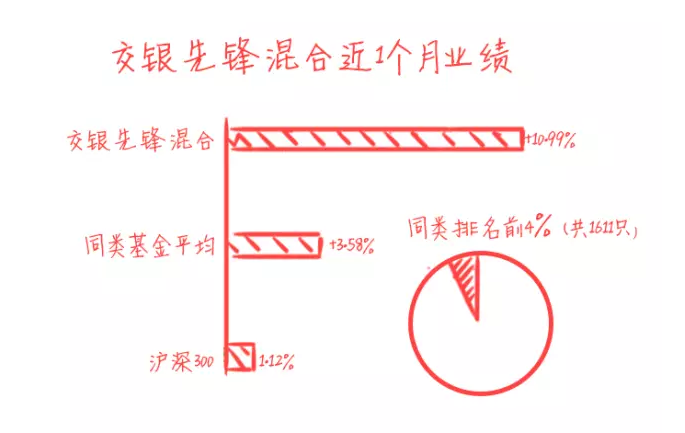 交银先锋混合近1个月业绩
交银先锋混合 +10.99%
同类基金平均 +3.58%
同类排名前4%（共1611只）
沪深300 1.12%